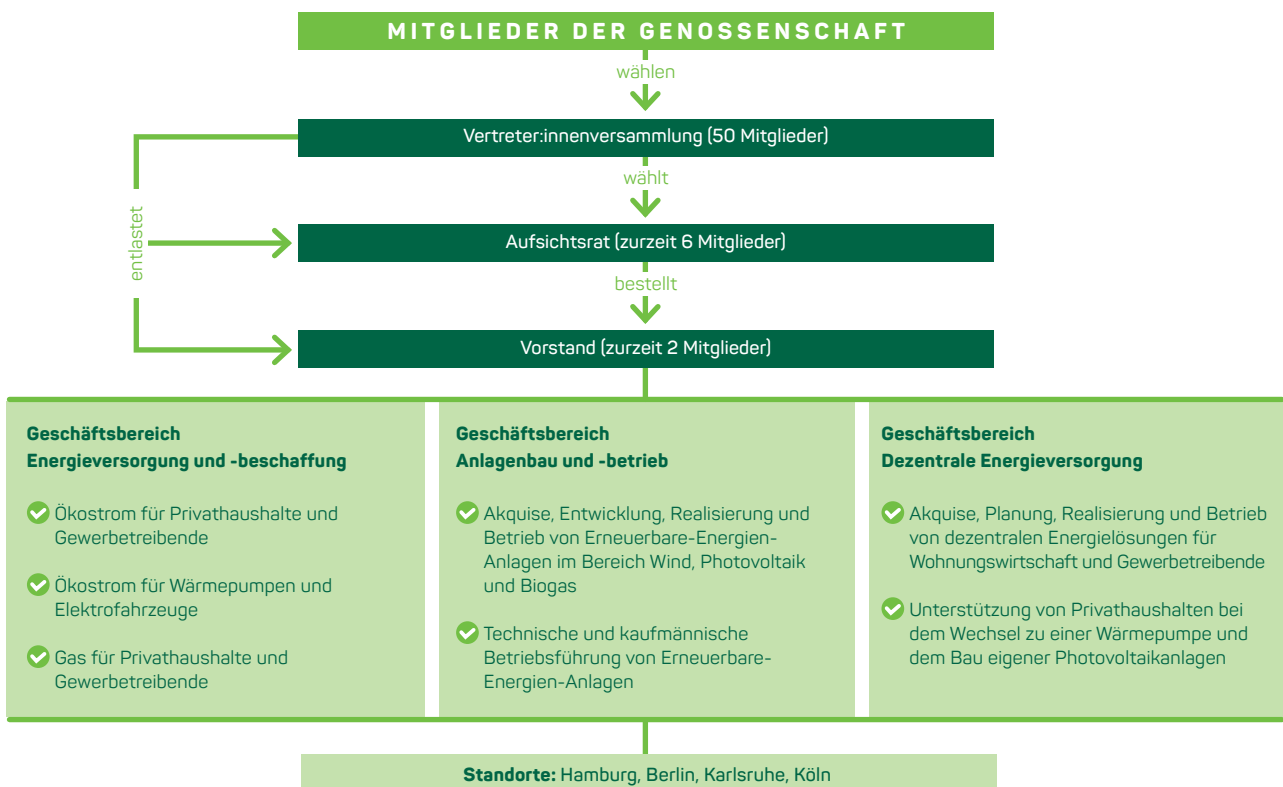 MITGLIEDER DER GENOSSENSCHAFT
wählen
Vertreter:innenversammlung (50 Mitglieder)
wählt
entlastet
Aufsichtsrat (zurzeit 6 Mitglieder)
bestellt
Vorstand (zurzeit 2 Mitglieder)
Geschäftsbereich
Energieversorgung und -beschaffung
Ökostrom für Privathaushalte und
Gewerbetreibende
Ökostrom für Wärmepumpen und
Elektrofahrzeuge
Gas für Privathaushalte und
Gewerbetreibende
Geschäftsbereich
Anlagenbau und -betrieb
Akquise, Entwicklung, Realisierung und
Betrieb von Erneuerbare-Energien-
Anlagen im Bereich Wind, Photovoltaik
und Biogas
Technische und kaufmännische
Betriebsführung von Erneuerbare-
Energien-Anlagen
Geschäftsbereich
Dezentrale Energieversorgung
Akquise, Planung, Realisierung und Betrieb
von dezentralen Energielösungen für
Wohnungswirtschaft und Gewerbetreibende
Unterstützung von Privathaushalten bei
dem Wechsel zu einer Wärmepumpe und
dem Bau eigener Photovoltaikanlagen
Standorte: Hamburg, Berlin, Karlsruhe, Köln